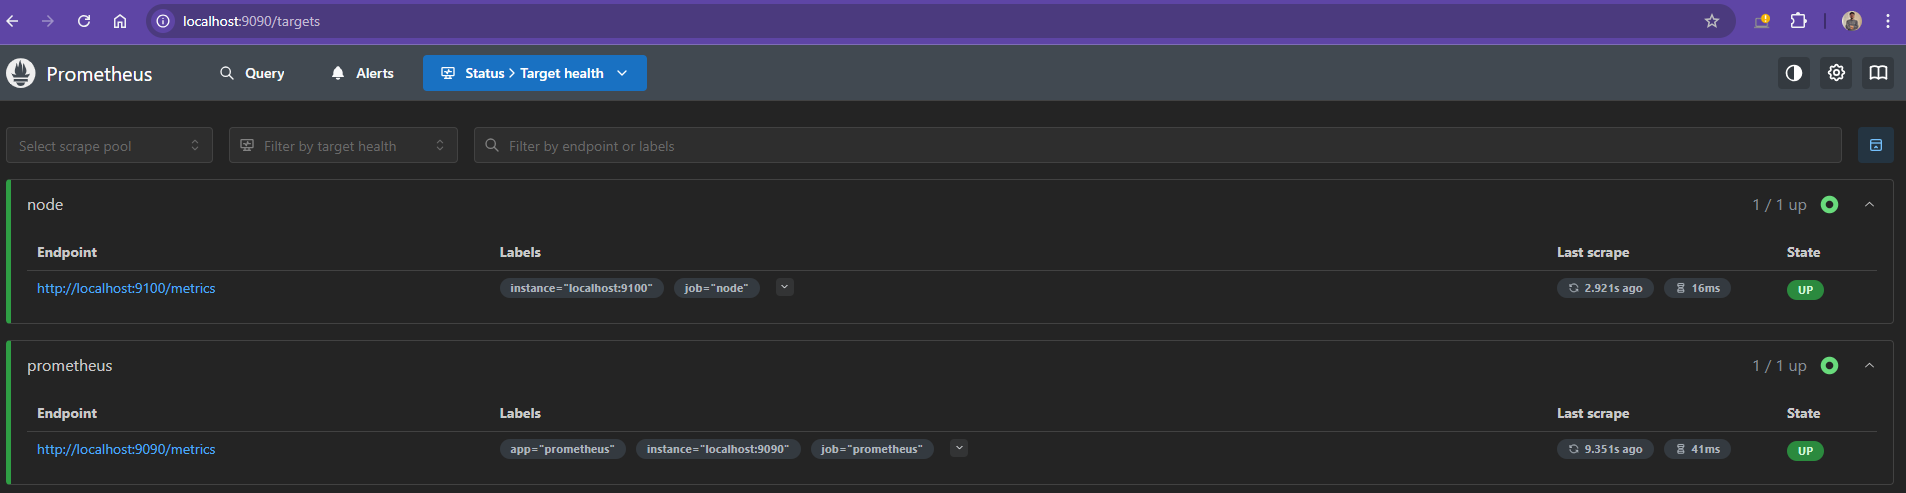 localhost:9090/targets
Prometheus Query Alerts Status > Target health
Select scrape pool Filter by target health Filter by endpoint or labels
node 1 / 1 up
Endpoint Labels Last scrape State
http://localhost:9100/metrics instance="localhost:9100" job="node" 2.921s ago 16ms UP
prometheus 1 / 1 up
Endpoint Labels Last scrape State
http://localhost:9090/metrics app="prometheus" instance="localhost:9090" job="prometheus" 9.351s ago 41ms UP